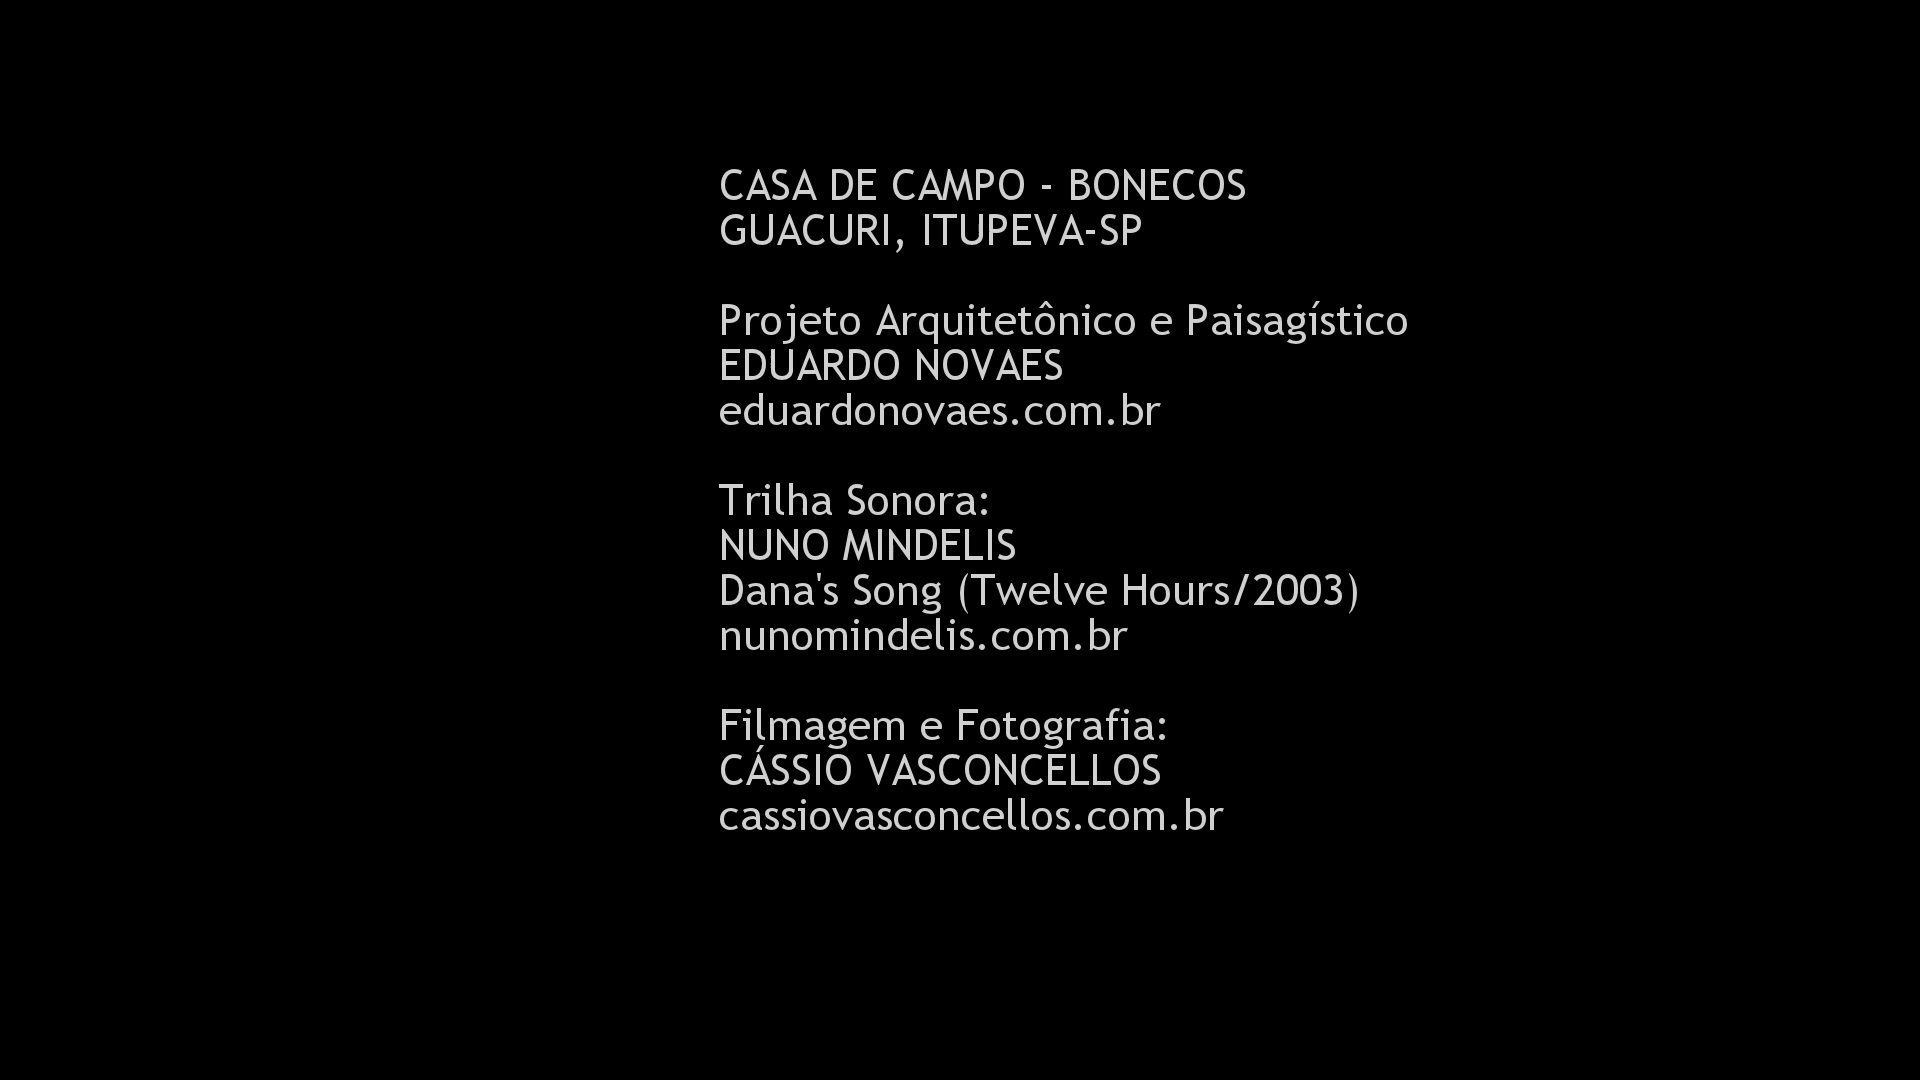 CASA DE CAMPO - BONECOS
GUACURI, ITUPEVA-SP
Projeto Arquitetônico e Paisagístico
EDUARDO NOVAES
eduardonovaes.com.br
Trilha Sonora:
NUNO MINDELIS
Dana's Song (Twelve Hours/2003)
nunomindelis.com.br
Filmagem e Fotografia:
CÁSSIO VASCONCELLOS
cassiovasconcellos.com.br